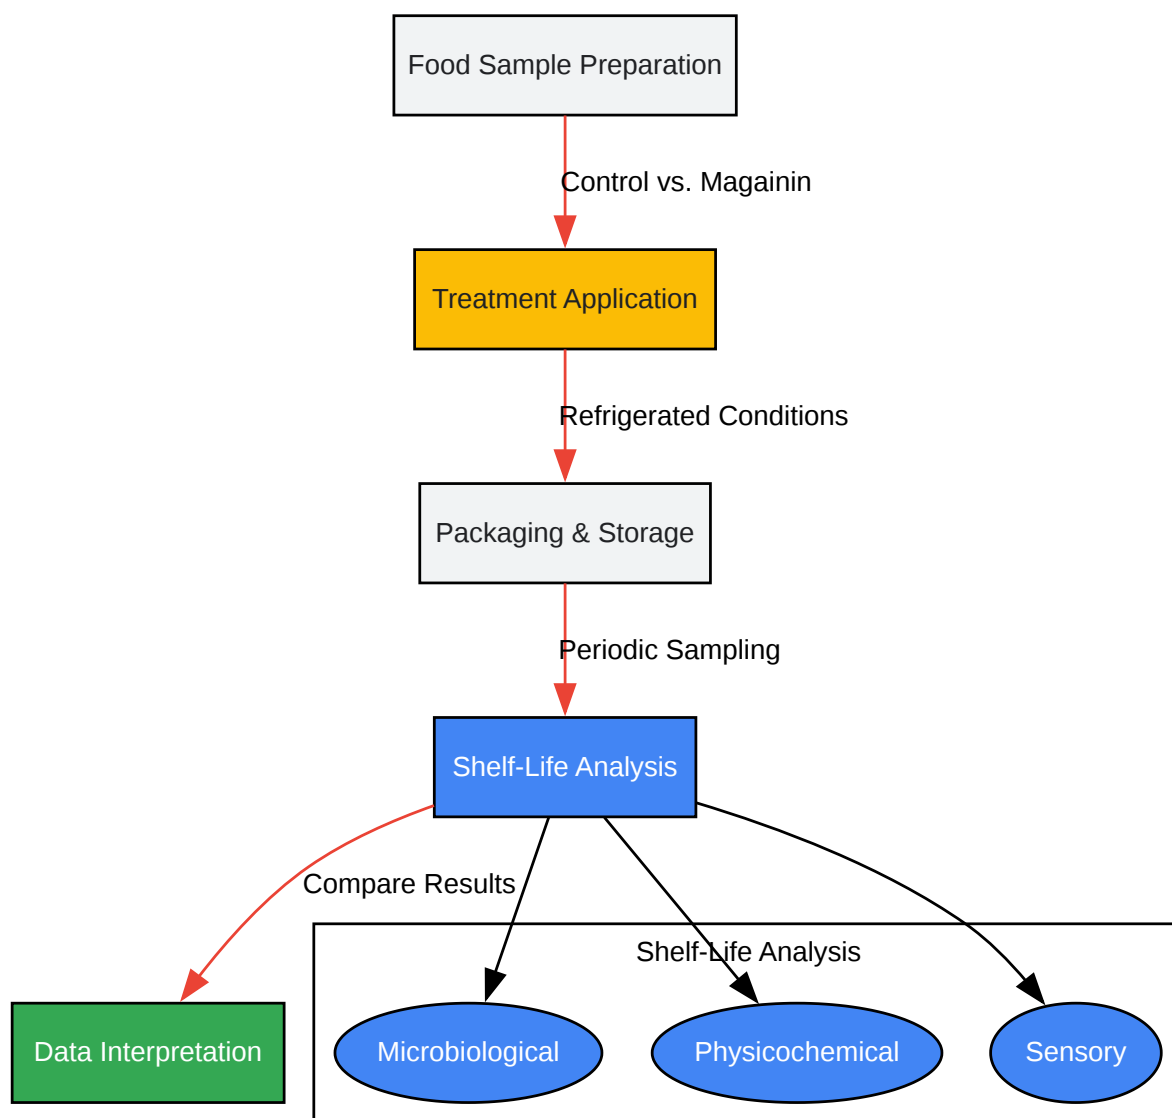 Food Sample Preparation
Control vs. Magainin
Treatment Application
Refrigerated Conditions
Packaging & Storage
Periodic Sampling
Shelf-Life Analysis
Compare Results
Shelf-Life Analysis
Data Interpretation
Microbiological
Physicochemical
Sensory